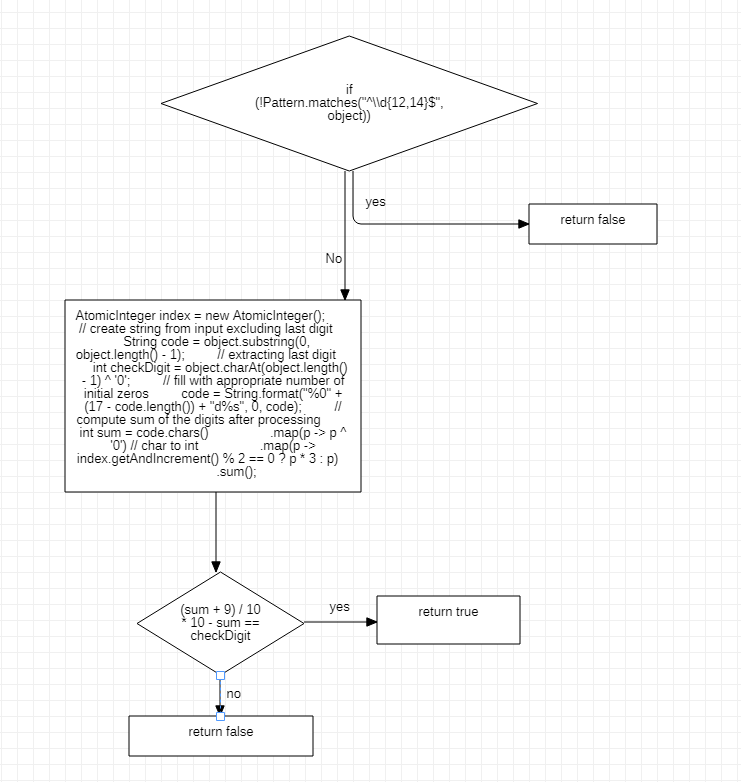 if
(!Pattern.matches("^\\d{12,14}$",
object))
yes
return false
No
AtomicInteger index = new AtomicInteger();
// create string from input excluding last digit
String code = object.substring(0,
object.length() - 1); // extracting last digit
int checkDigit = object.charAt(object.length()
- 1) ^ '0'; // fill with appropriate number of
initial zeros code = String.format("%0" +
(17 - code.length()) + "d%s", 0, code); //
compute sum of the digits after processing
int sum = code.chars() .map(p -> p ^
'0') // char to int .map(p ->
index.getAndIncrement() % 2 == 0 ? p * 3 : p)
.sum();
(sum + 9) / 10
* 10 - sum ==
checkDigit
yes
return true
no
return false